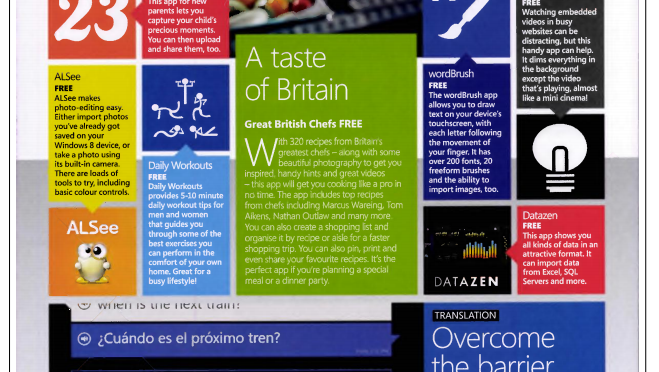 23
This app for new
parents lets you
capture your child's
precious moments.
You can then upload
and share them, too.
ALSee
FREE
ALSee makes
photo-editing easy.
Either import photos
you've already got
saved on your
Windows 8 device, or
take a photo using
its built-in camera.
There are loads of
tools to try, including
basic colour controls.
ALSee
Daily Workouts
FREE
Daily Workouts
provides 5-10 minute
daily workout tips for
men and women
that guides you
through some of the
best exercises you
can perform in the
comfort of your own
home. Great for a
busy lifestyle!
A taste
of Britain
Great British Chefs FREE
With 320 recipes from Britain's
greatest chefs – along with some
beautiful photography to get you
inspired, handy hints and great videos
– this app will get you cooking like a pro in
no time. The app includes top recipes
from chefs including Marcus Wareing, Tom
Aikens, Nathan Outlaw and many more.
You can also create a shopping list and
organise it by recipe or aisle for a faster
shopping trip. You can also pin, print and
even share your favourite recipes. It's the
perfect app if you're planning a special
meal or a dinner party.
wordBrush
FREE
The wordBrush app
allows you to draw
text on your device's
touchscreen, with
each letter following
the movement of
your finger. It has
over 200 fonts, 20
freeform brushes
and the ability to
import images, too.
DATAZEN
FREE
Watching embedded
videos in busy
websites can be
distracting, but this
handy app can help.
It dims everything in
the background
except the video
that's playing, almost
like a mini cinema!
Datazen
FREE
This app shows you
all kinds of data in an
attractive format. It
can import data
from Excel, SQL
Servers and more.
when is the next train?
¿Cuándo es el próximo tren?
TRANSLATION
Overcome
the barrier